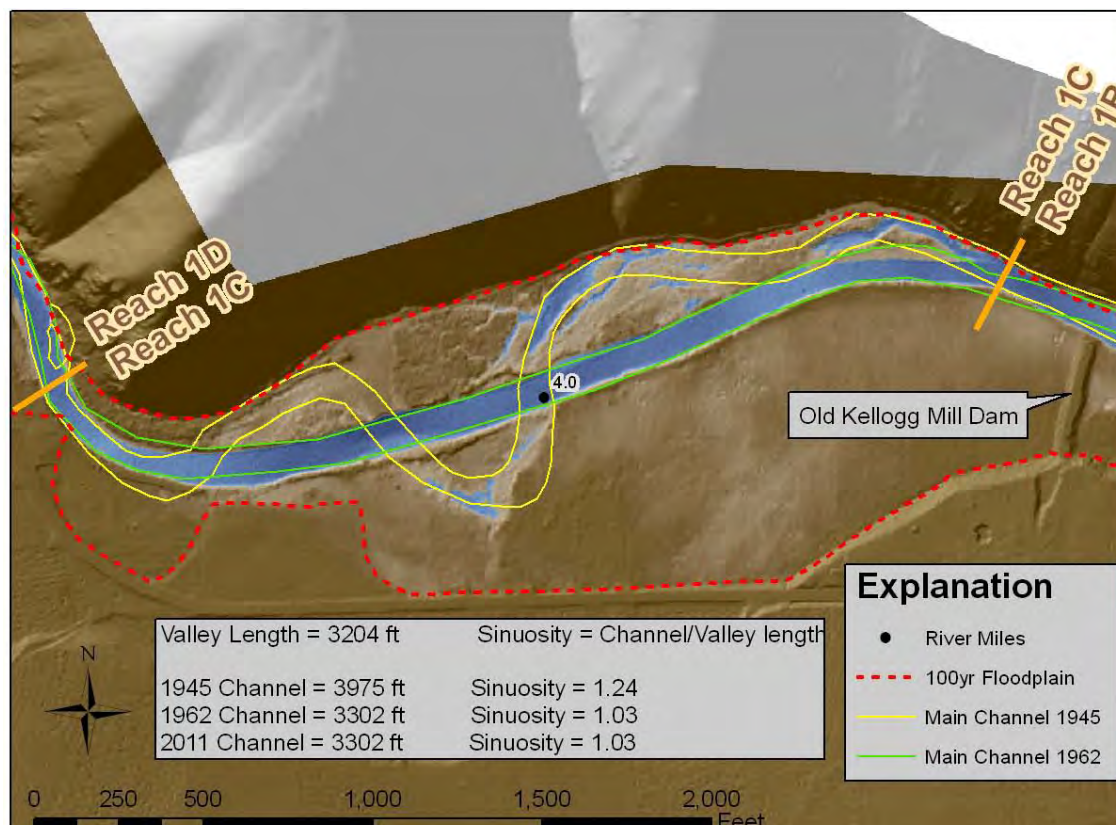 Reach 1C
Reach 1B
Reach 1D
Reach 1C
4.0
Old Kellogg Mill Dam
Explanation
River Miles
100yr Floodplain
Main Channel 1945
Main Channel 1962
Valley Length = 3204 ft Sinuosity = Channel/Valley length
1945 Channel = 3975 ft Sinuosity = 1.24
1962 Channel = 3302 ft Sinuosity = 1.03
2011 Channel = 3302 ft Sinuosity = 1.03
N
0 250 500 1,000 1,500 2,000
Feet